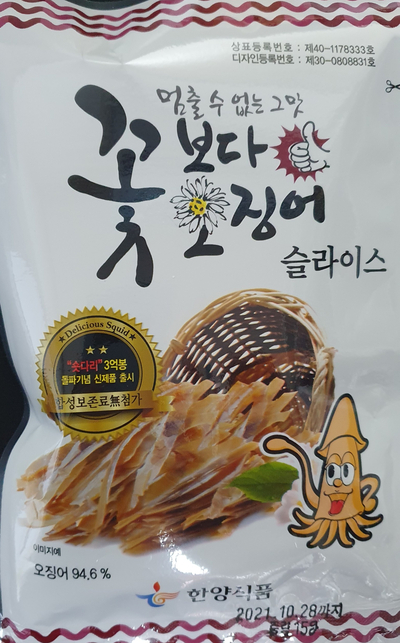 상표등록번호 : 제40-1178333호
디자인등록번호 : 제30-0808831호
멈출 수 없는 그맛
꽃보다
오징어
슬라이스
Delicious Squid
"숏다리" 3억봉
돌파기념 신제품 출시
합성보존료無첨가
이미지예
오징어 94.6%
한양식품
2021.10.28까지